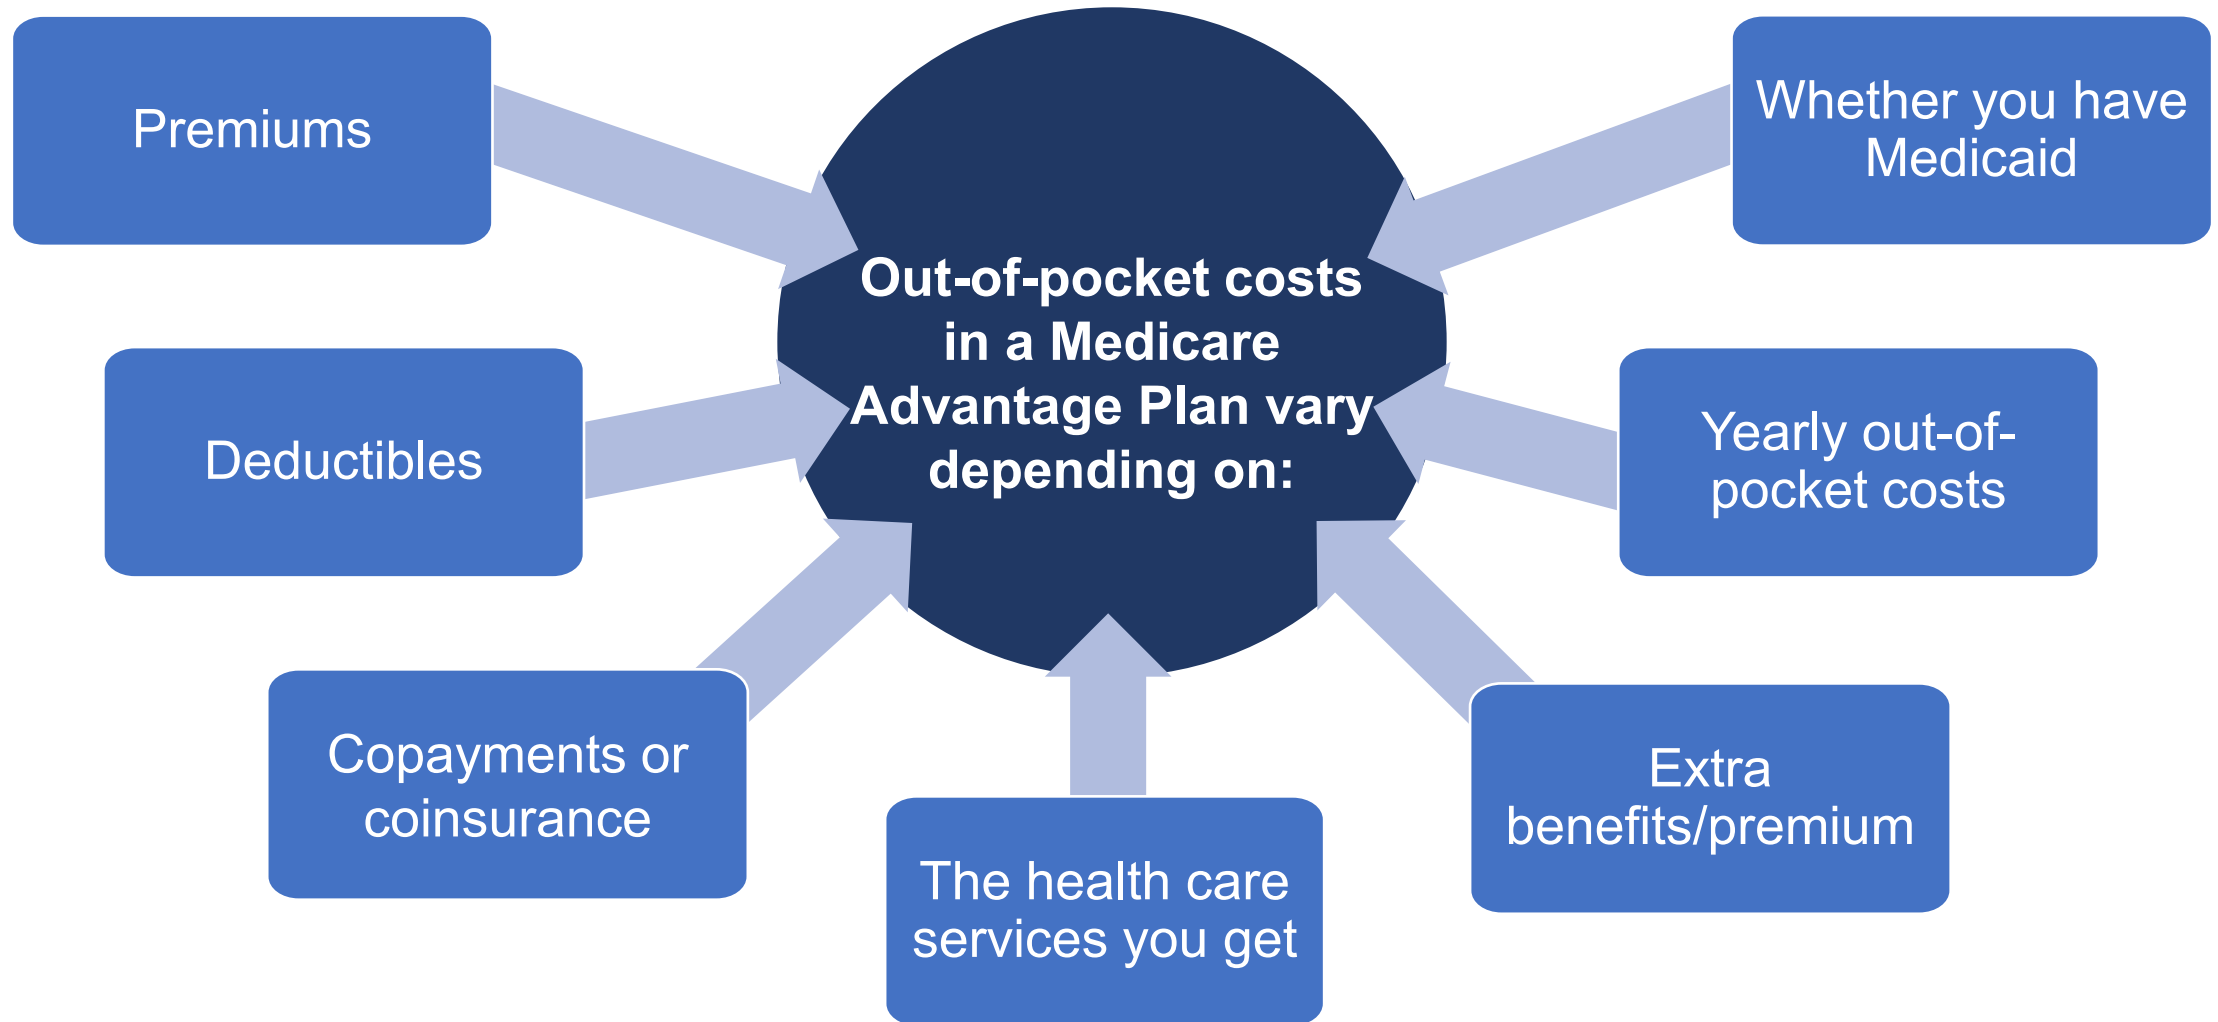 Premiums
Deductibles
Copayments or
coinsurance
Out-of-pocket costs
in a Medicare
Advantage Plan vary
depending on:
The health care
services you get
Whether you have
Medicaid
Yearly out-of-
pocket costs
Extra
benefits/premium